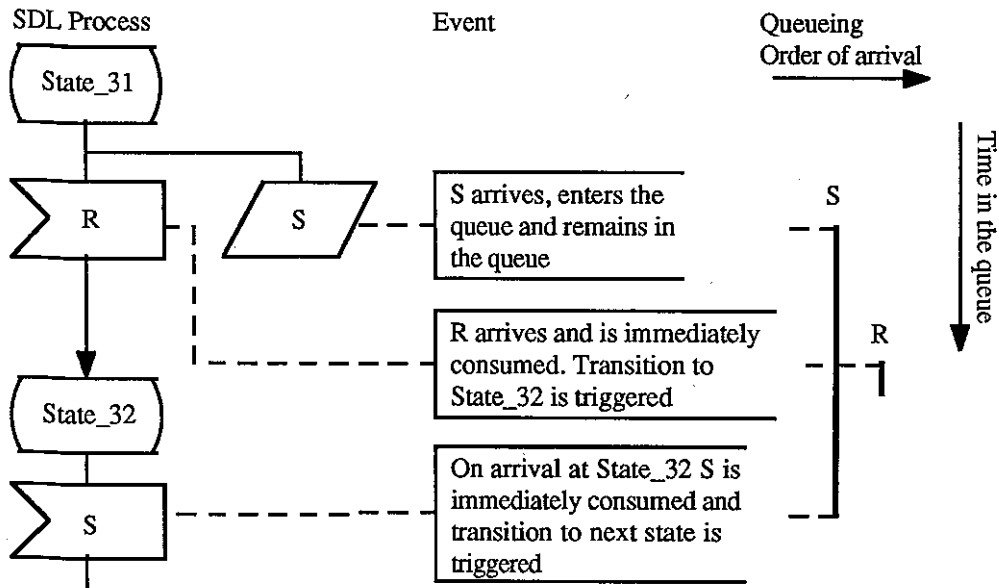 SDL Process
Event
Queueing
Order of arrival
State_31
Time in the queue
R
S
S arrives, enters the
queue and remains in
the queue
S
R arrives and is immediately
consumed. Transition to
State_32 is triggered
R
State_32
On arrival at State_32 S is
immediately consumed and
transition to next state is
triggered
S